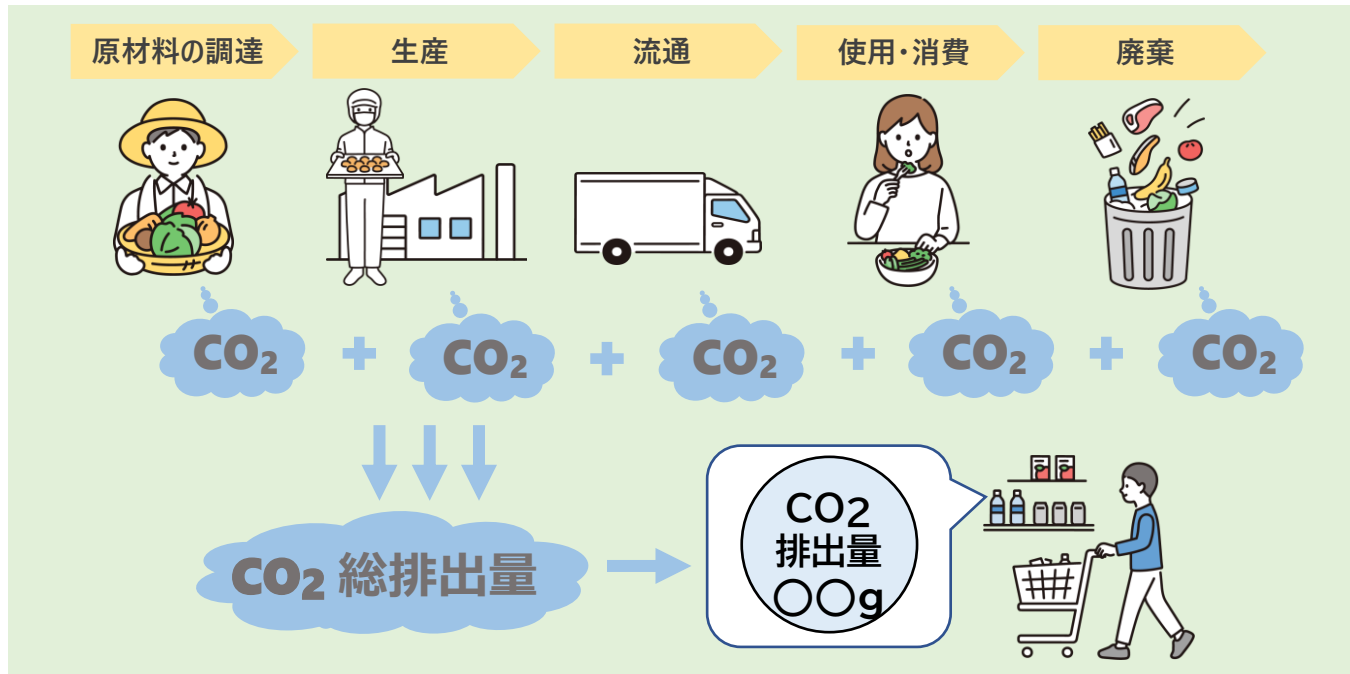 原材料の調達
生産
流通
使用・消費
廃棄
CO₂ + CO₂ + CO₂ + CO₂ + CO₂
CO₂ 総排出量
CO2
排出量
〇〇g